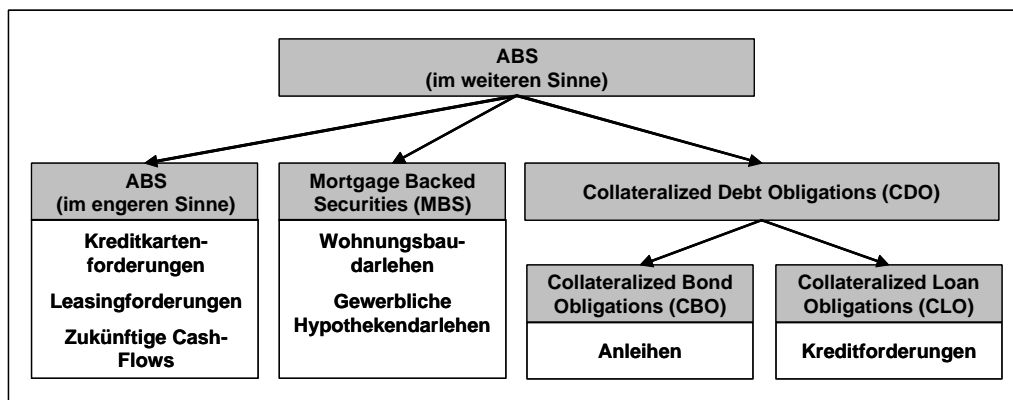 ABS
(im weiteren Sinne)
ABS
(im engeren Sinne)
Kreditkarten-
forderungen
Leasingforderungen
Zukünftige Cash-
Flows
Mortgage Backed
Securities (MBS)
Wohnungsbau-
darlehen
Gewerbliche
Hypothekendarlehen
Collateralized Debt Obligations (CDO)
Collateralized Bond
Obligations (CBO)
Anleihen
Collateralized Loan
Obligations (CLO)
Kreditforderungen